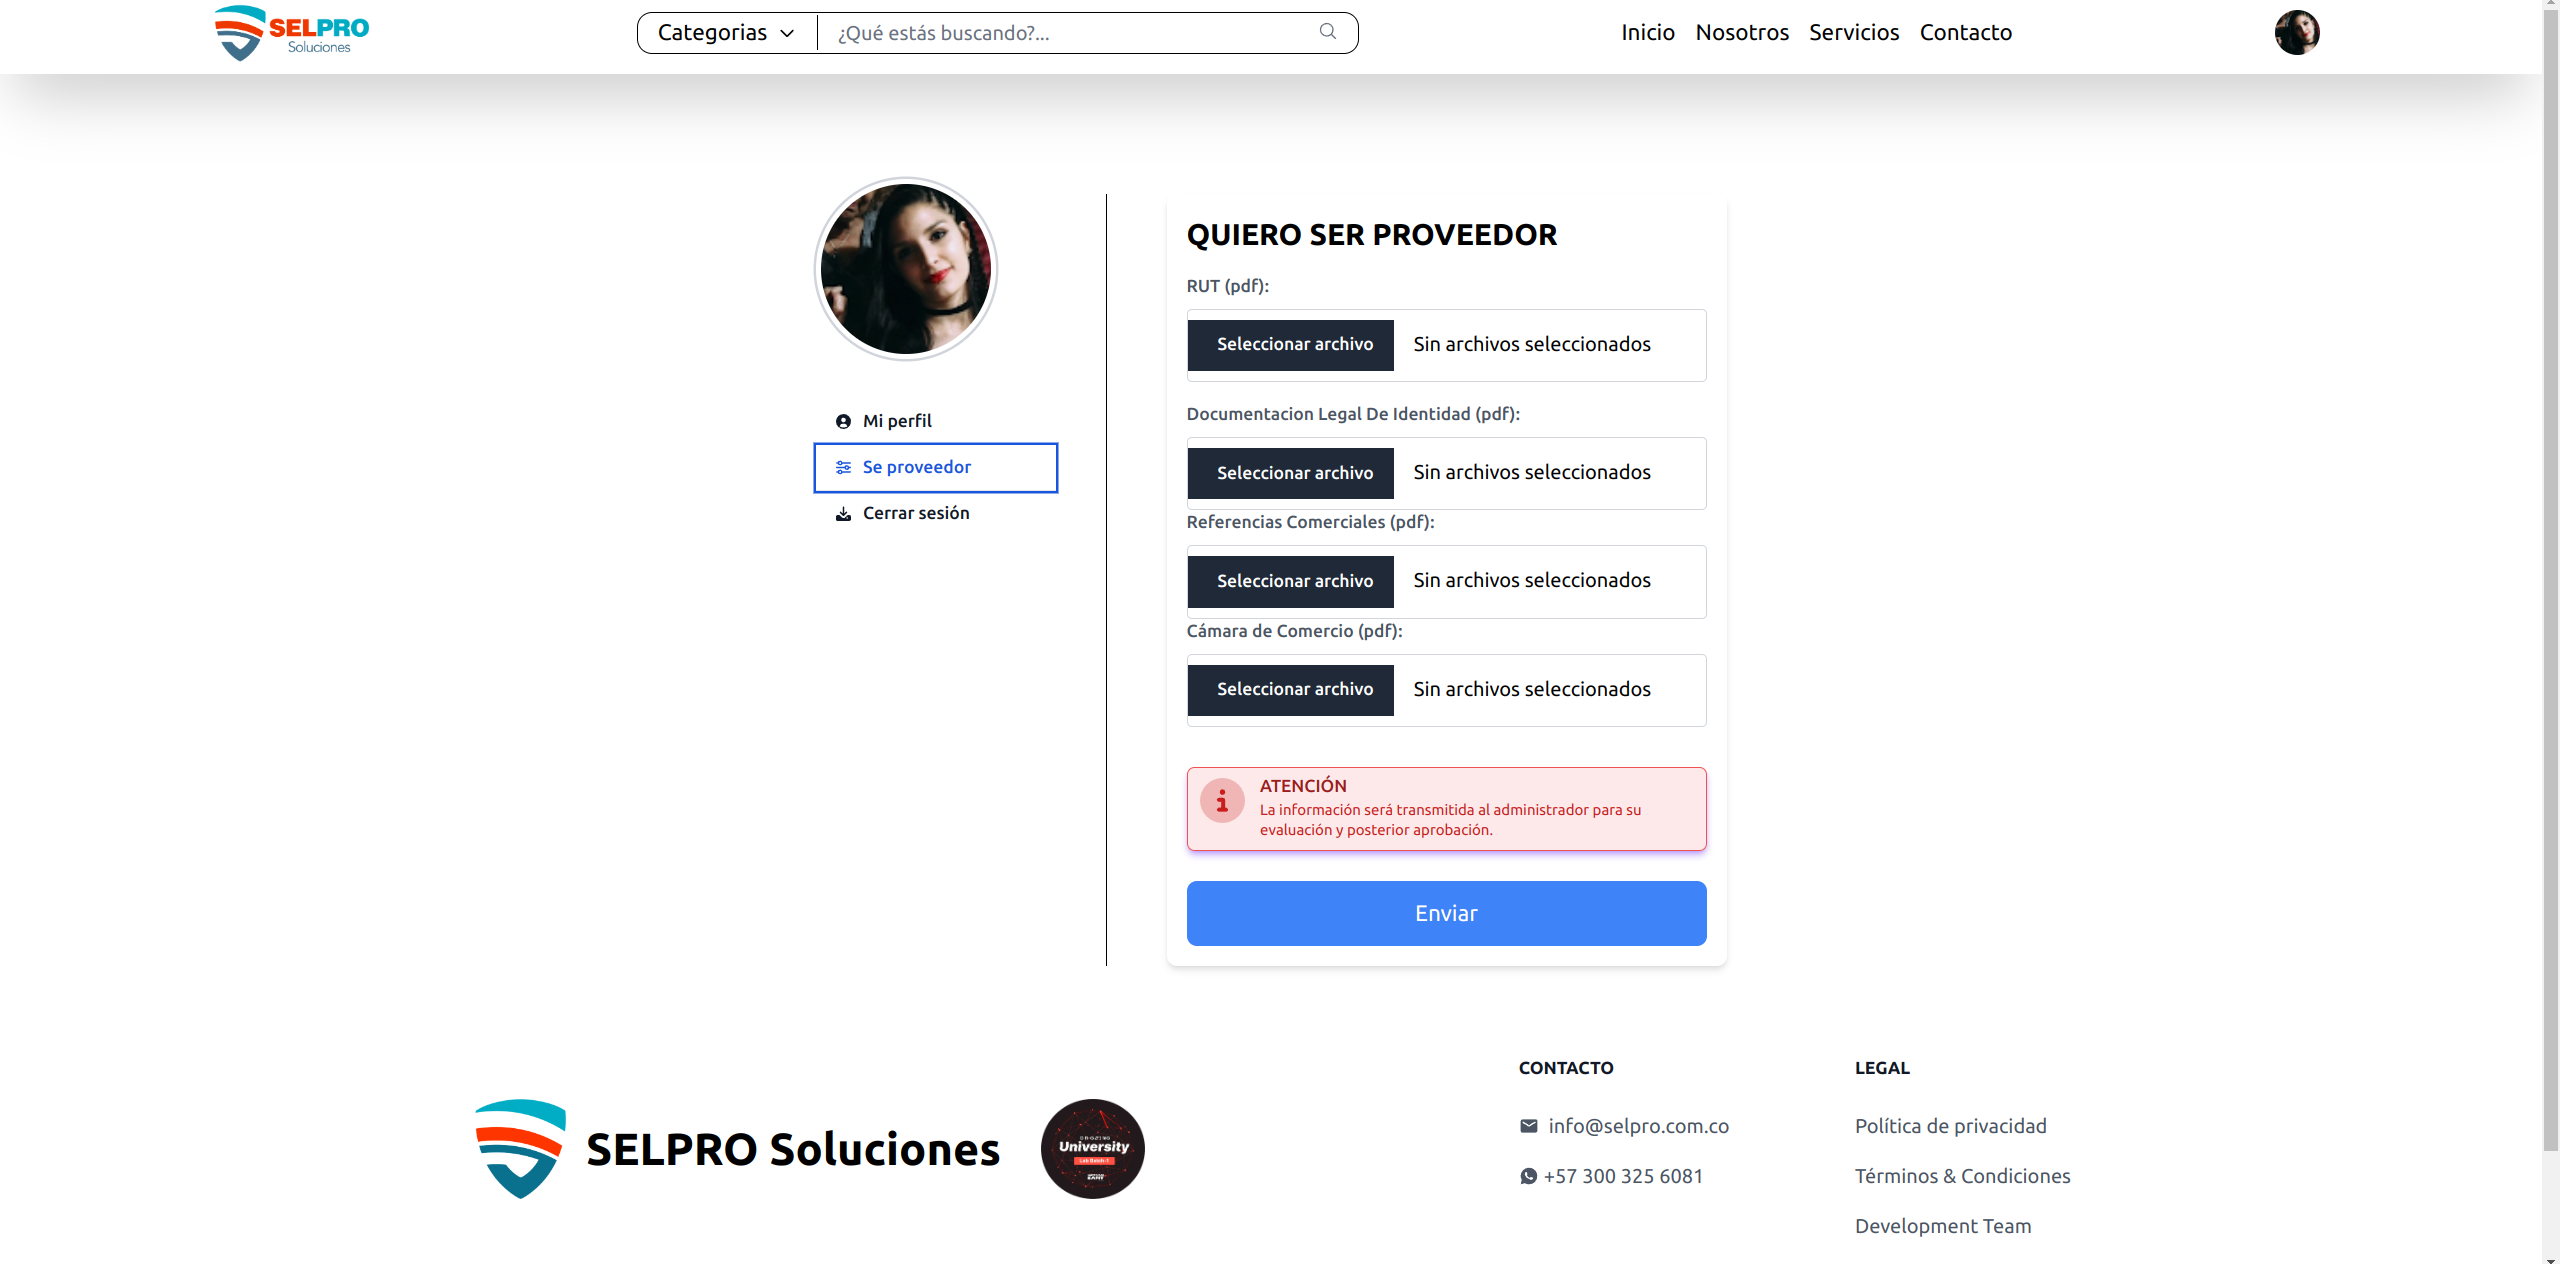 SELPRO
Soluciones
Categorias
¿Qué estás buscando?...
Inicio
Nosotros
Servicios
Contacto
Mi perfil
Se proveedor
Cerrar sesión
QUIERO SER PROVEEDOR
RUT (pdf):
Seleccionar archivo
Sin archivos seleccionados
Documentacion Legal De Identidad (pdf):
Seleccionar archivo
Sin archivos seleccionados
Referencias Comerciales (pdf):
Seleccionar archivo
Sin archivos seleccionados
Cámara de Comercio (pdf):
Seleccionar archivo
Sin archivos seleccionados
ATENCIÓN
La información será transmitida al administrador para su
evaluación y posterior aprobación.
Enviar
SELPRO Soluciones
University
CONTACTO
info@selpro.com.co
+57 300 325 6081
LEGAL
Política de privacidad
Términos & Condiciones
Development Team